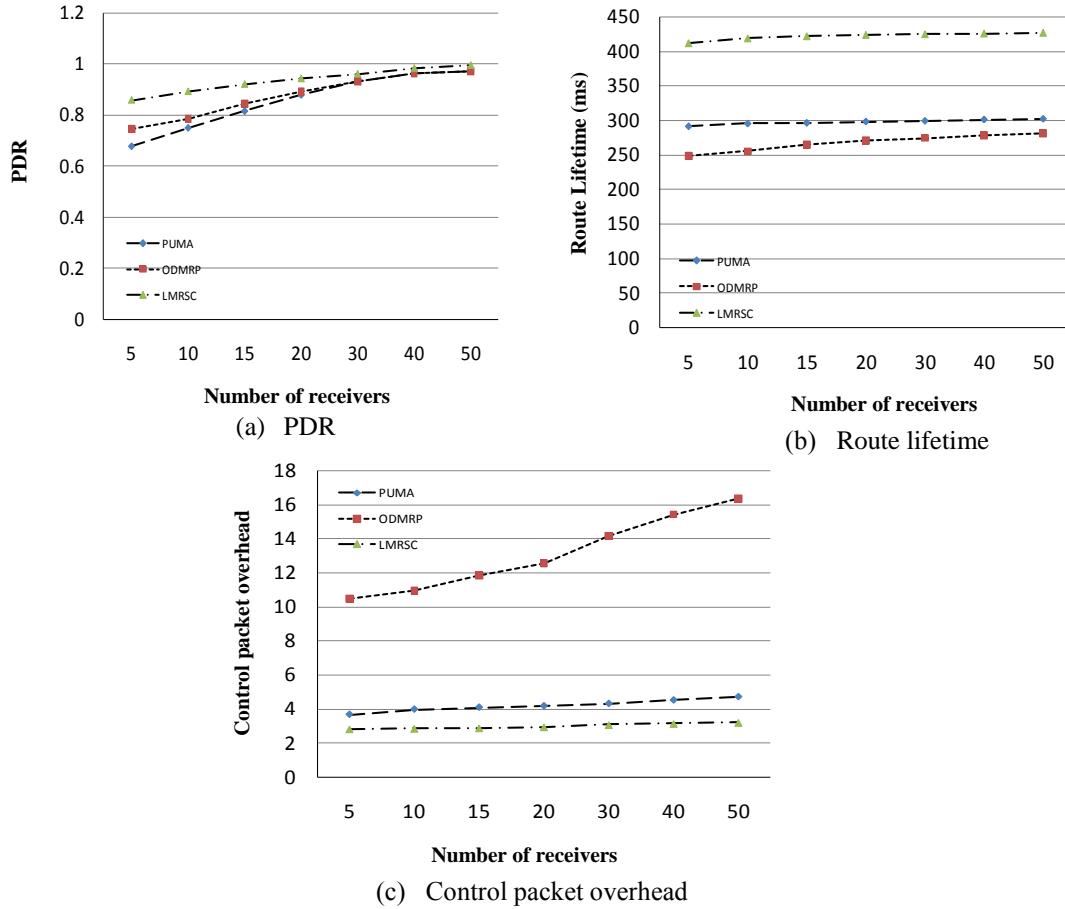 1.2
1
0.8
0.6
0.4
0.2
0
PDR
PUMA
ODMRP
LMRSC
5 10 15 20 30 40 50
Number of receivers
(a) PDR
450
400
350
300
250
200
150
100
50
0
Route Lifetime (ms)
PUMA
ODMRP
LMRSC
5 10 15 20 30 40 50
Number of receivers
(b) Route lifetime
18
16
14
12
10
8
6
4
2
0
Control packet overhead
PUMA
ODMRP
LMRSC
5 10 15 20 30 40 50
Number of receivers
(c) Control packet overhead